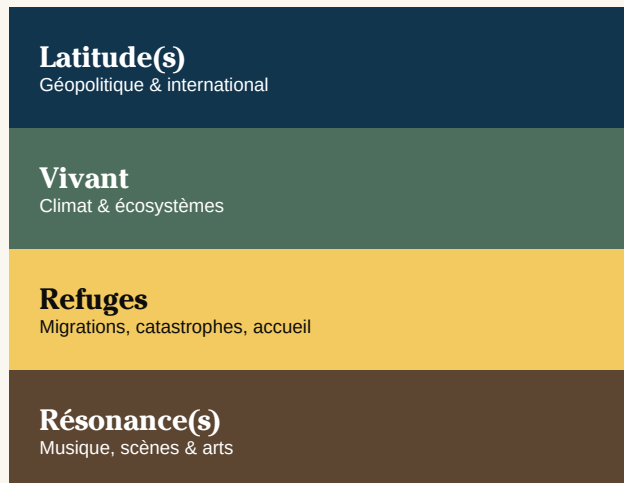 Latitude(s)
Géopolitique & international
Vivant
Climat & écosystèmes
Refuges
Migrations, catastrophes, accueil
Résonance(s)
Musique, scènes & arts